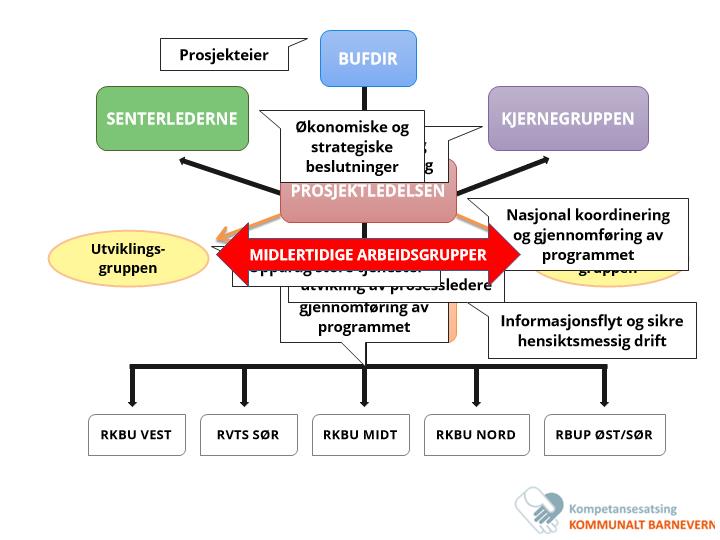 Prosjekteier
BUFDIR
SENTERLEDERNE
KJERNEGRUPPEN
Økonomiske og
strategiske
beslutninger
g
g
PROSJEKTLEDELSEN
Nasjonal koordinering
og gjennomføring av
programmet
Utviklings-
gruppen
MIDLERTIDIGE ARBEIDSGRUPPER
gruppen
utvikling av prosessledere
gjennomføring av
programmet
Informasjonsflyt og sikre
hensiktsmessig drift
RKBU VEST
RVTS SØR
RKBU MIDT
RKBU NORD
RBUP ØST/SØR
Kompetansesatsing
KOMMUNALT BARNEVERN